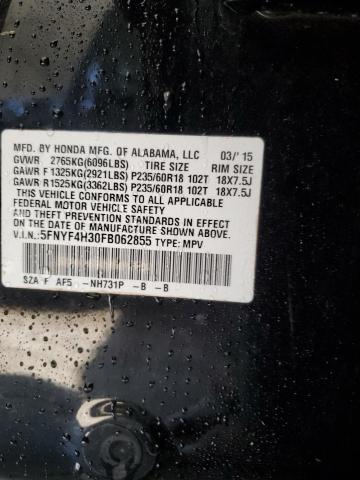 MFD. BY HONDA MFG. OF ALABAMA, LLC 03/'15
GVWR 2765KG(6096LBS) TIRE SIZE RIM SIZE
GAWR F 1325KG(2921LBS) P235/60R18 102T 18X7.5J
GAWR R 1525KG(3362LBS) P235/60R18 102T 18X7.5J
THIS VEHICLE CONFORMS TO ALL APPLICABLE
FEDERAL MOTOR VEHICLE SAFETY
AND THEFT PREVENTION STANDARDS IN EFFECT
ON THE DATE OF MANUFACTURE SHOWN ABOVE.
V.I.N.: 5FNYF4H30FB062855 TYPE: MPV
SZA F AF5 -NH731P -B -B